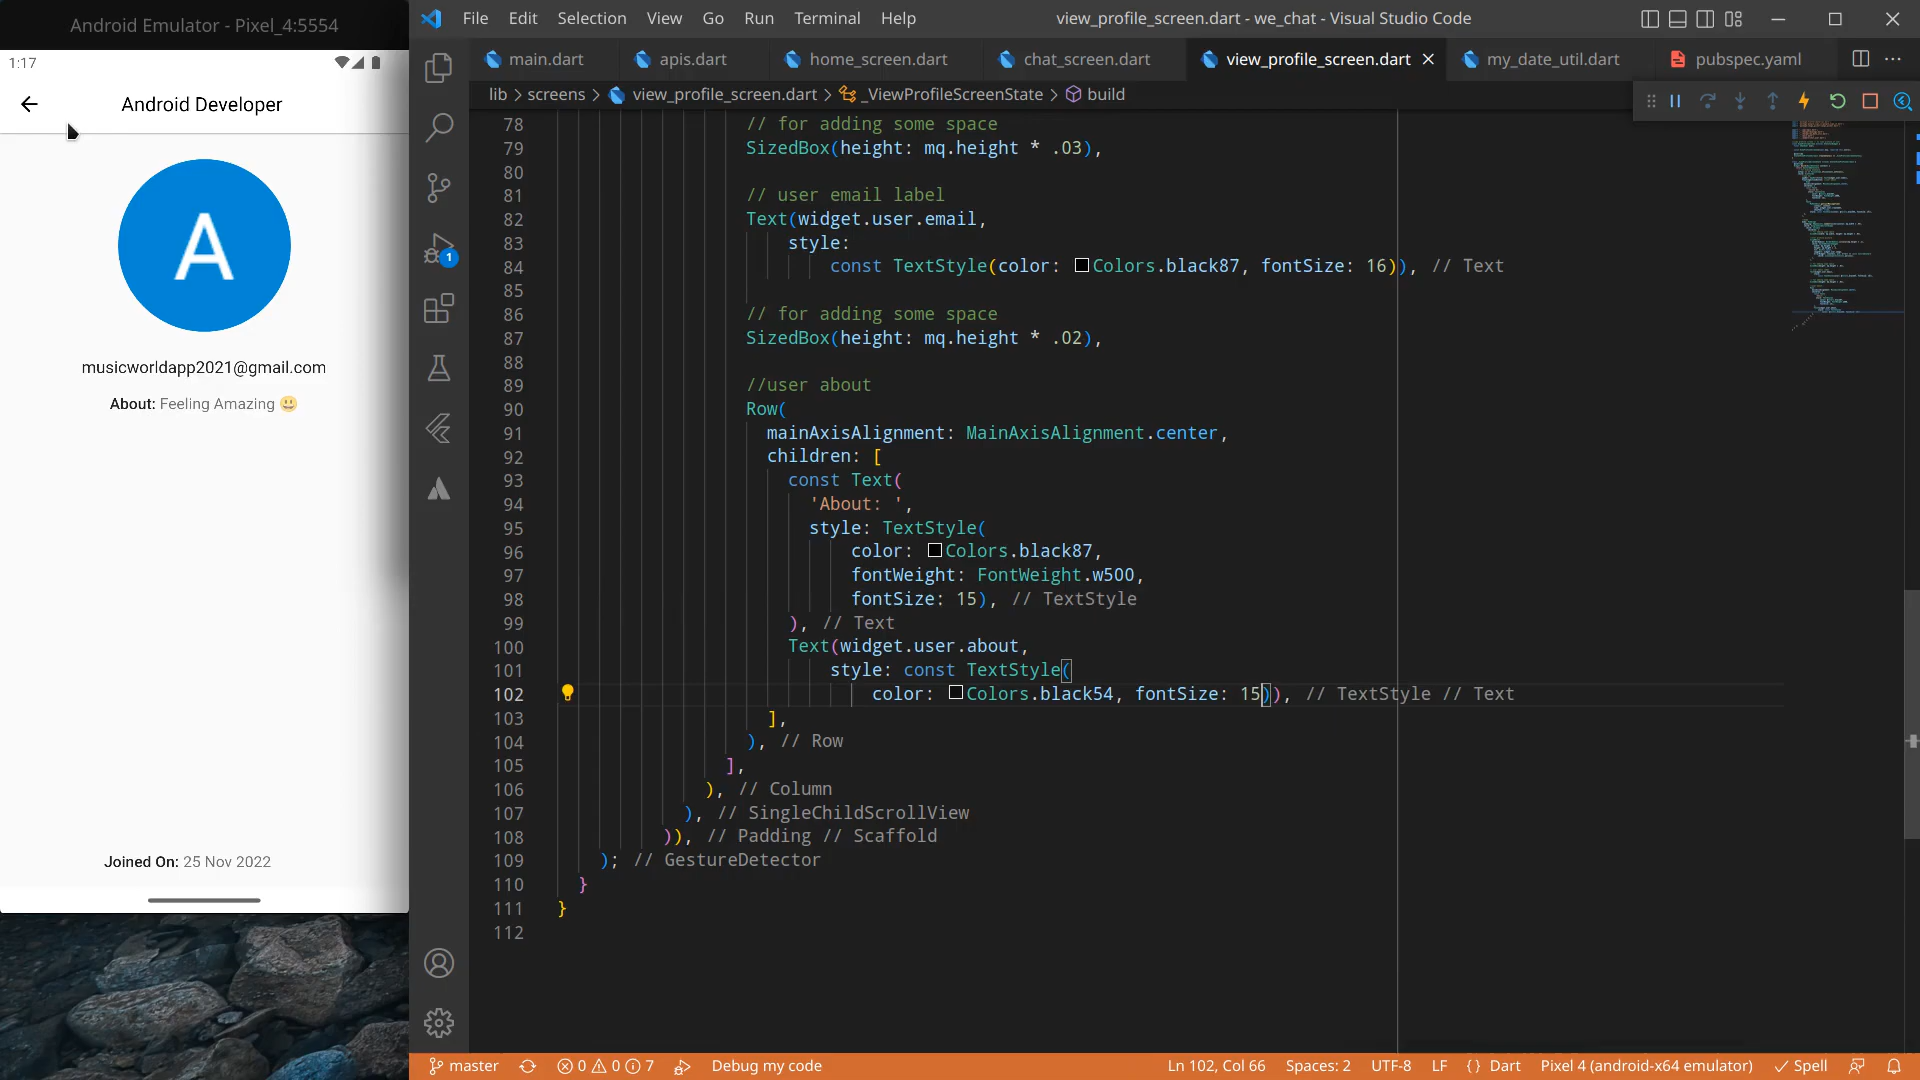 Android Emulator - Pixel_4:5554
1:17
Android Developer
A
musicworldapp2021@gmail.com
About: Feeling Amazing 😃
Joined On: 25 Nov 2022
File Edit Selection View Go Run Terminal Help
view_profile_screen.dart - we_chat - Visual Studio Code
main.dart apis.dart home_screen.dart chat_screen.dart view_profile_screen.dart my_date_util.dart pubspec.yaml
lib > screens > view_profile_screen.dart > _ViewProfileScreenState > build
1
78 // for adding some space
79 SizedBox(height: mq.height * .03),
80
81 // user email label
82 Text(widget.user.email,
83 style:
84 const TextStyle(color: Colors.black87, fontSize: 16)), // Text
85
86 // for adding some space
87 SizedBox(height: mq.height * .02),
88
89 //user about
90 Row(
91 mainAxisAlignment: MainAxisAlignment.center,
92 children: [
93 const Text(
94 'About: ',
95 style: TextStyle(
96 color: Colors.black87,
97 fontWeight: FontWeight.w500,
98 fontSize: 15), // TextStyle
99 ), // Text
100 Text(widget.user.about,
101 style: const TextStyle(
102 color: Colors.black54, fontSize: 15)), // TextStyle // Text
103 ],
104 ), // Row
105 ],
106 ), // Column
107 ), // SingleChildScrollView
108 )), // Padding // Scaffold
109 ); // GestureDetector
110 }
111 }
112
master 0 0 7 Debug my code Ln 102, Col 66 Spaces: 2 UTF-8 LF {} Dart Pixel 4 (android-x64 emulator) Spell